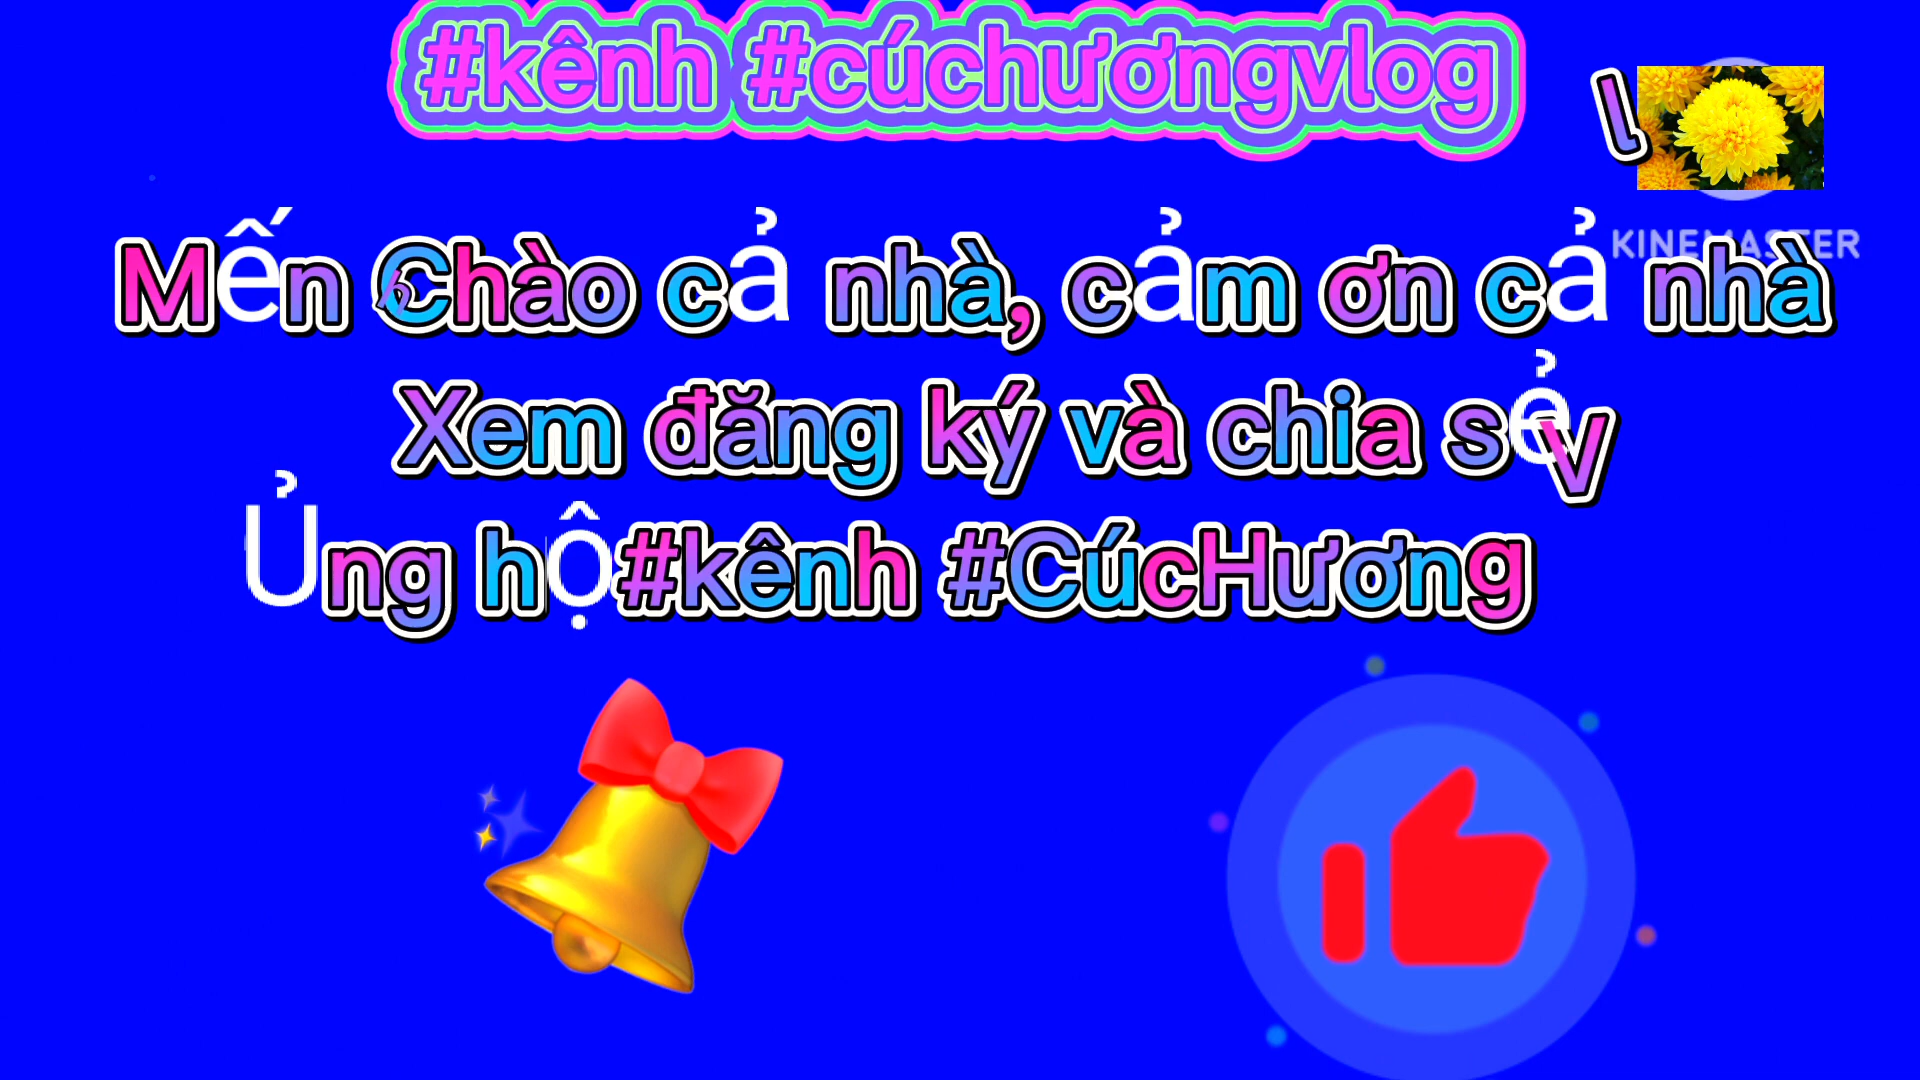 #kênh #cúchươngvlog
KINEMASTER
Mến Chào cả nhà, cảm ơn cả nhà
Xem đăng ký và chia sẻ
Ủng hộ#kênh #CúcHương